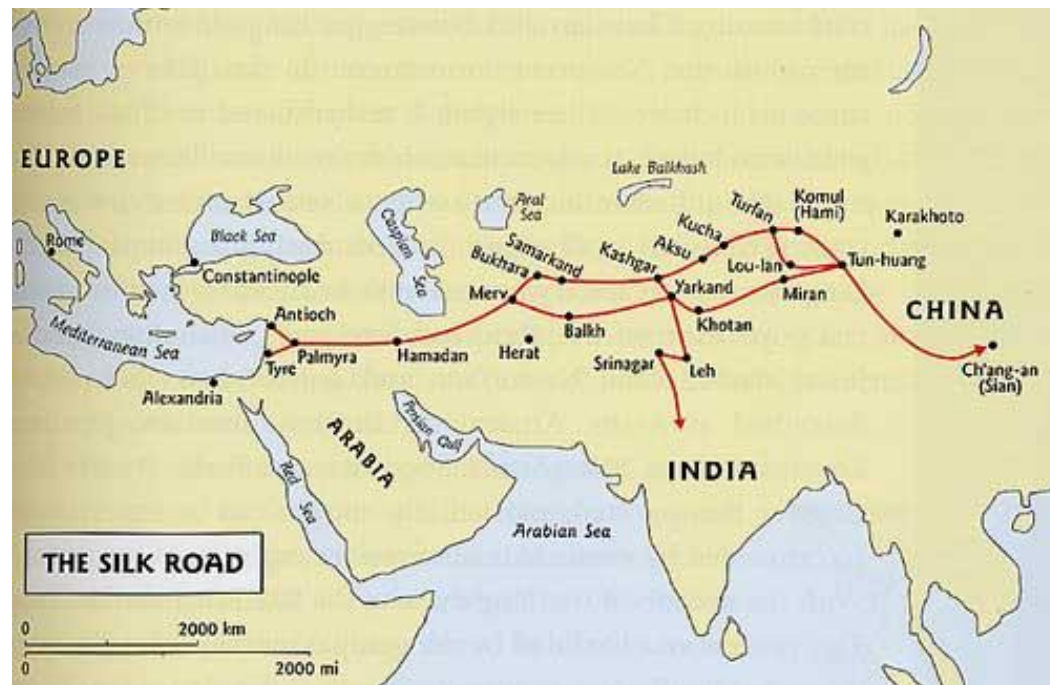 EUROPE
Rome
Black Sea
Constantinople
Mediterranean Sea
Antioch
Tyre
Palmyra
Alexandria
Caspian
Sea
Aral
Sea
Lake Balkhash
Hamadan
Merv
Bukhara
Samarkand
Balkh
Herat
Kashgar
Aksu
Kucha
Turfan
Komul
(Hami)
Karakhoto
Lou-lan
Tun-huang
Yarkand
Khotan
Miran
Srinagar
Leh
CHINA
Ch'ang-an
(Sian)
ARABIA
Persian Gulf
Red
Sea
INDIA
Arabian Sea
THE SILK ROAD
0
2000 km
0
2000 mi